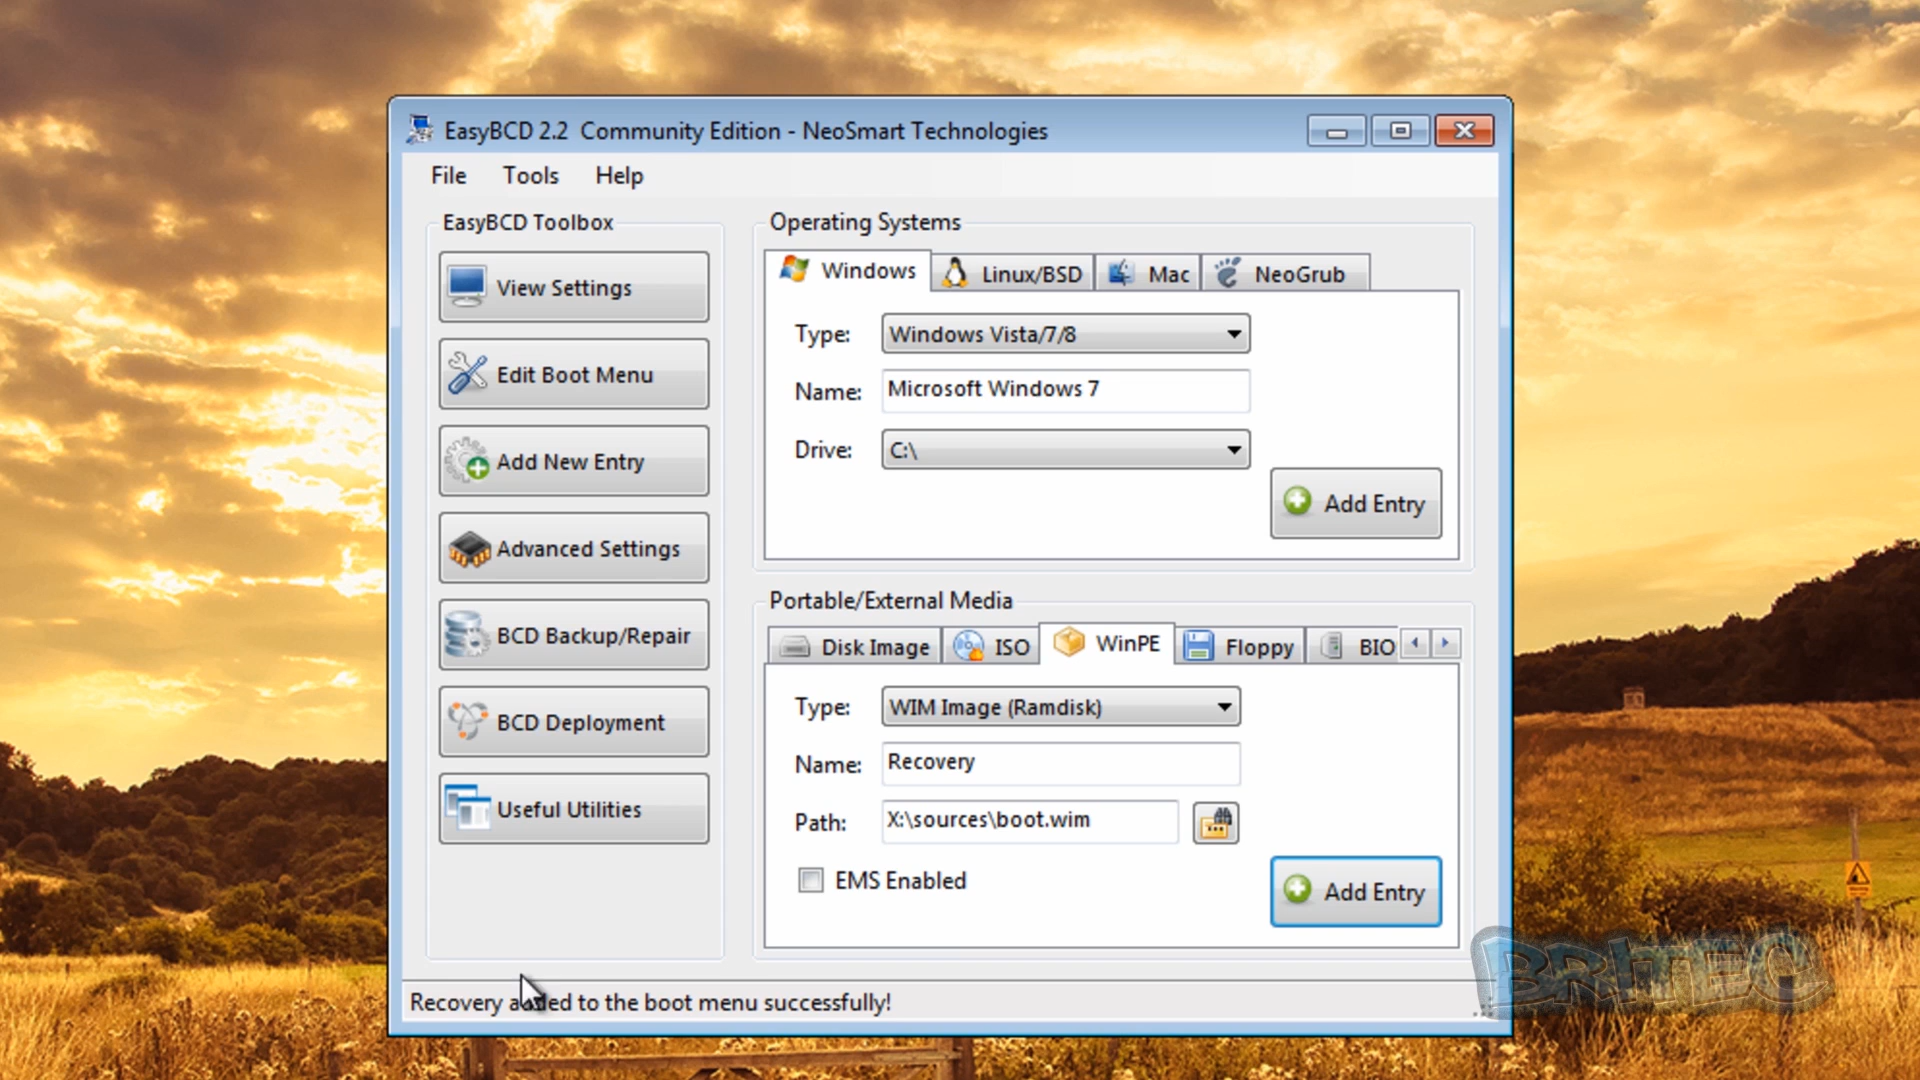 EasyBCD 2.2 Community Edition - NeoSmart Technologies
File Tools Help
EasyBCD Toolbox
View Settings
Edit Boot Menu
Add New Entry
Advanced Settings
BCD Backup/Repair
BCD Deployment
Useful Utilities
Operating Systems
Windows Linux/BSD Mac NeoGrub
Type: Windows Vista/7/8
Name: Microsoft Windows 7
Drive: C:\
Add Entry
Portable/External Media
Disk Image ISO WinPE Floppy BIO
Type: WIM Image (Ramdisk)
Name: Recovery
Path: X:\sources\boot.wim
EMS Enabled
Add Entry
Recovery added to the boot menu successfully!
BRITEC